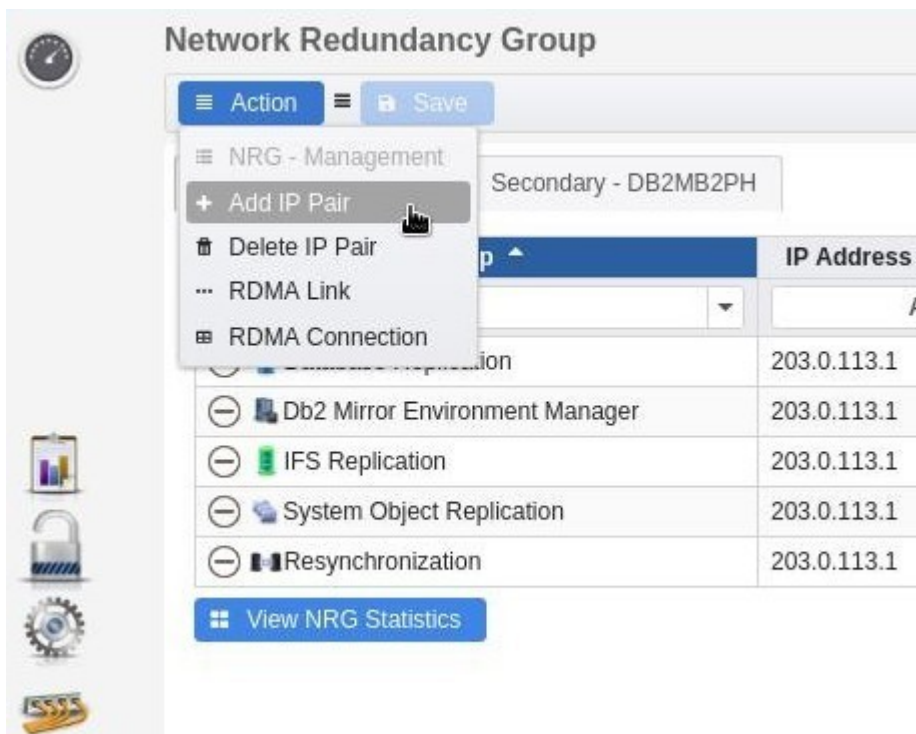 Network Redundancy Group
Action
Save
NRG - Management
Add IP Pair
Secondary - DB2MB2PH
Delete IP Pair
IP Address
RDMA Link
RDMA Connection
203.0.113.1
Db2 Mirror Environment Manager 203.0.113.1
IFS Replication 203.0.113.1
System Object Replication 203.0.113.1
Resynchronization 203.0.113.1
View NRG Statistics